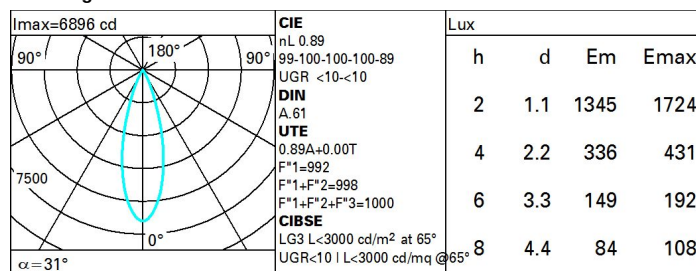 Imax=6896 cd
90°
180°
90°
7500
0°
α=31°
CIE
nL 0.89
99-100-100-100-89
UGR <10-<10
DIN
A.61
UTE
0.89A+0.00T
F"1=992
F"1+F"2=998
F"1+F"2+F"3=1000
CIBSE
LG3 L<3000 cd/m² at 65°
UGR<10 | L<3000 cd/mq @65°
Lux
h d Em Emax
2 1.1 1345 1724
4 2.2 336 431
6 3.3 149 192
8 4.4 84 108